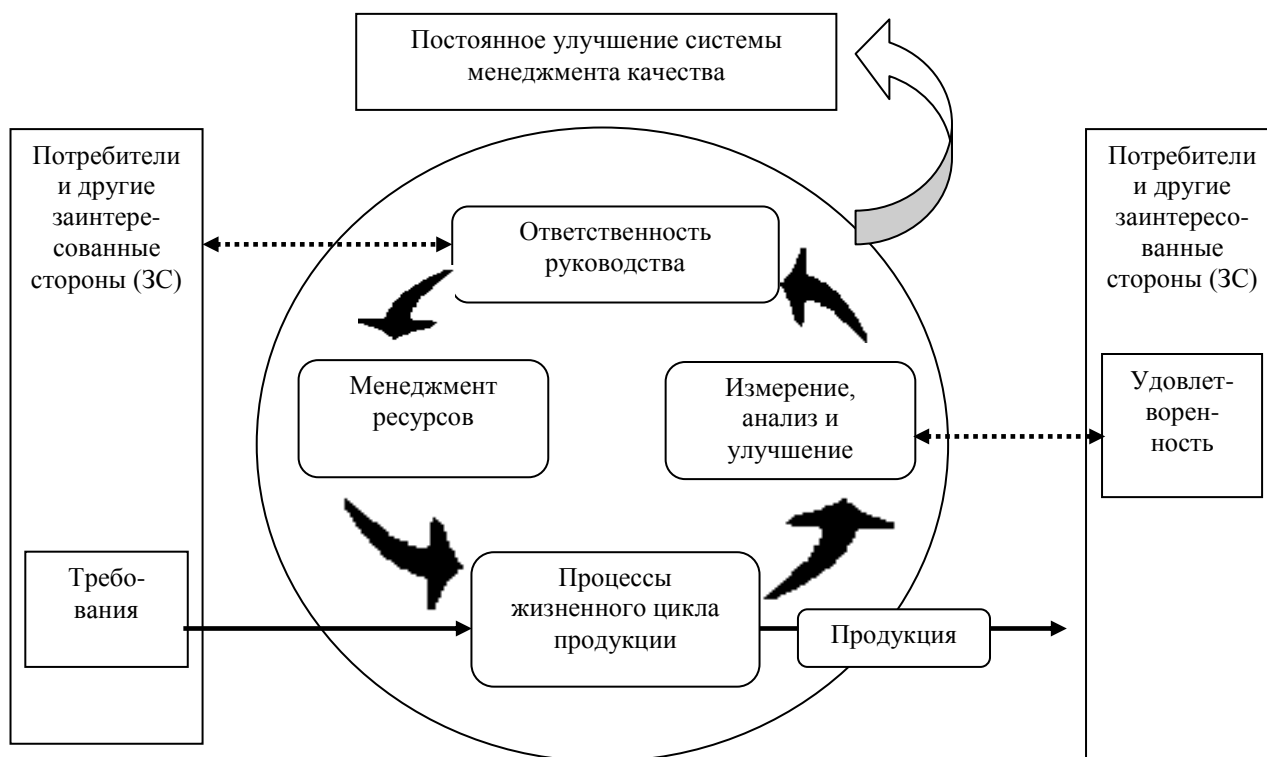 Постоянное улучшение системы
менеджмента качества
Потребители
и другие
заинтере-
сованные
стороны (ЗС)
Потребители
и другие
заинтересо-
ванные
стороны (ЗС)
Ответственность
руководства
Менеджмент
ресурсов
Измерение,
анализ и
улучшение
Удовлет-
ворен-
ность
Требо-
вания
Процессы
жизненного цикла
продукции
Продукция